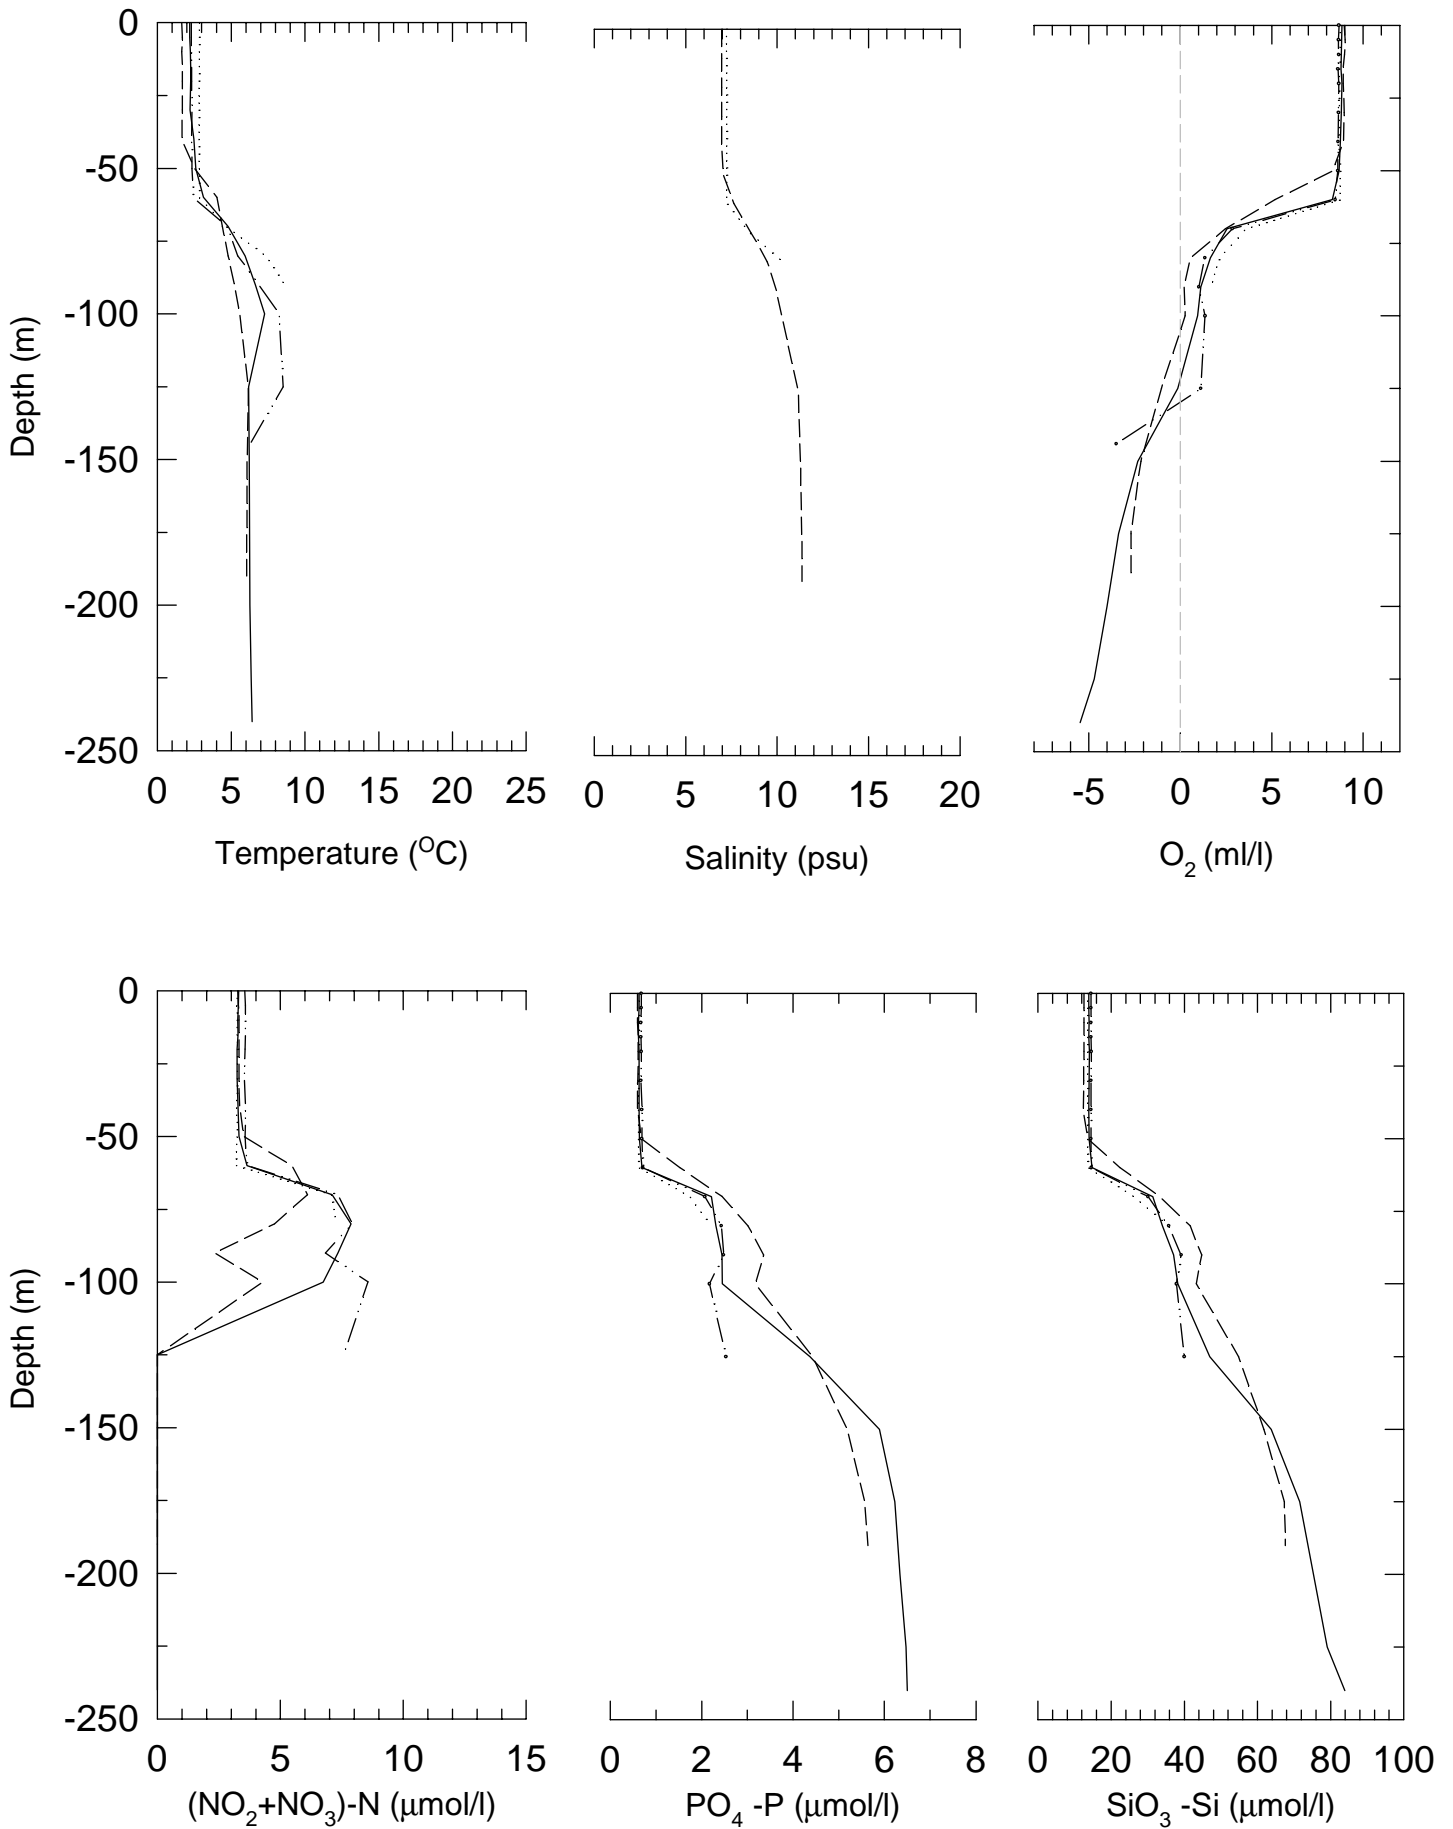 0
-50
-100
-150
-200
-250
Depth (m)
0 5 10 15 20 25
Temperature (ᴼC)
0 5 10 15 20
Salinity (psu)
-5 0 5 10
O₂ (ml/l)
0
-50
-100
-150
-200
-250
Depth (m)
0 5 10 15
(NO₂+NO₃)-N (μmol/l)
0 2 4 6 8
PO₄ -P (μmol/l)
0 20 40 60 80 100
SiO₃ -Si (μmol/l)